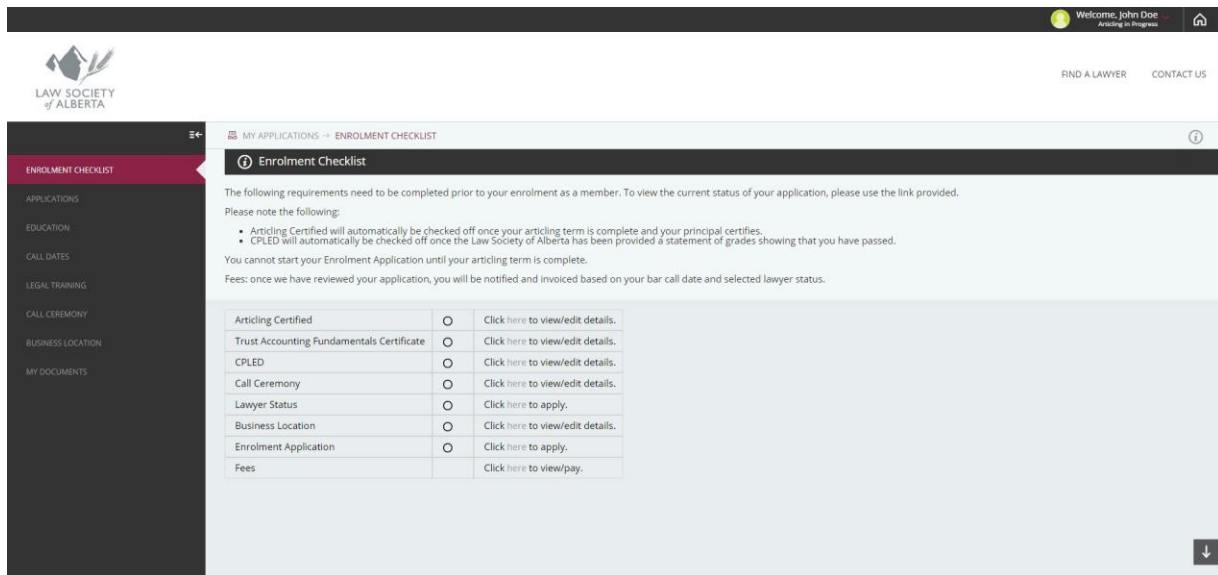 Welcome, John Doe
Articling in Progress
LAW SOCIETY
of ALBERTA
FIND A LAWYER CONTACT US
MY APPLICATIONS → ENROLMENT CHECKLIST
ENROLMENT CHECKLIST
APPLICATIONS
EDUCATION
CALL DATES
LEGAL TRAINING
CALL CEREMONY
BUSINESS LOCATION
MY DOCUMENTS
Enrolment Checklist
The following requirements need to be completed prior to your enrolment as a member. To view the current status of your application, please use the link provided.
Please note the following:
• Articling Certified will automatically be checked off once your articling term is complete and your principal certifies.
• CPLED will automatically be checked off once the Law Society of Alberta has been provided a statement of grades showing that you have passed.
You cannot start your Enrolment Application until your articling term is complete.
Fees: once we have reviewed your application, you will be notified and invoiced based on your bar call date and selected lawyer status.
Articling Certified Click here to view/edit details.
Trust Accounting Fundamentals Certificate Click here to view/edit details.
CPLED Click here to view/edit details.
Call Ceremony Click here to view/edit details.
Lawyer Status Click here to apply.
Business Location Click here to view/edit details.
Enrolment Application Click here to apply.
Fees Click here to view/pay.